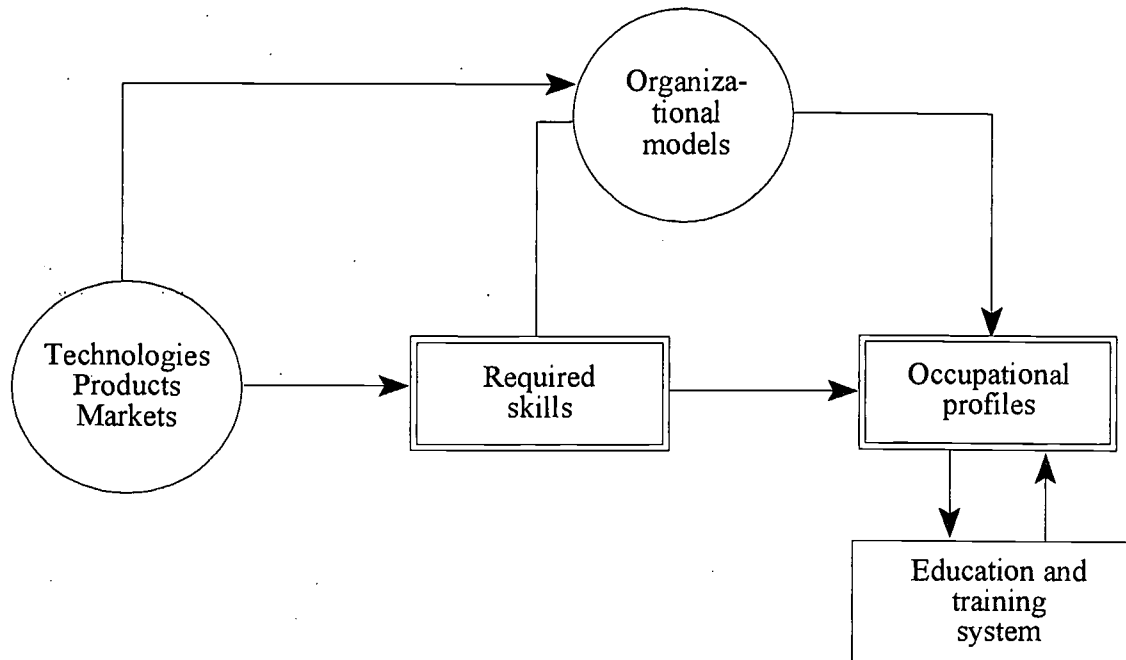 Organiza-
tional
models
Technologies
Products
Markets
Required
skills
Occupational
profiles
Education and
training
system